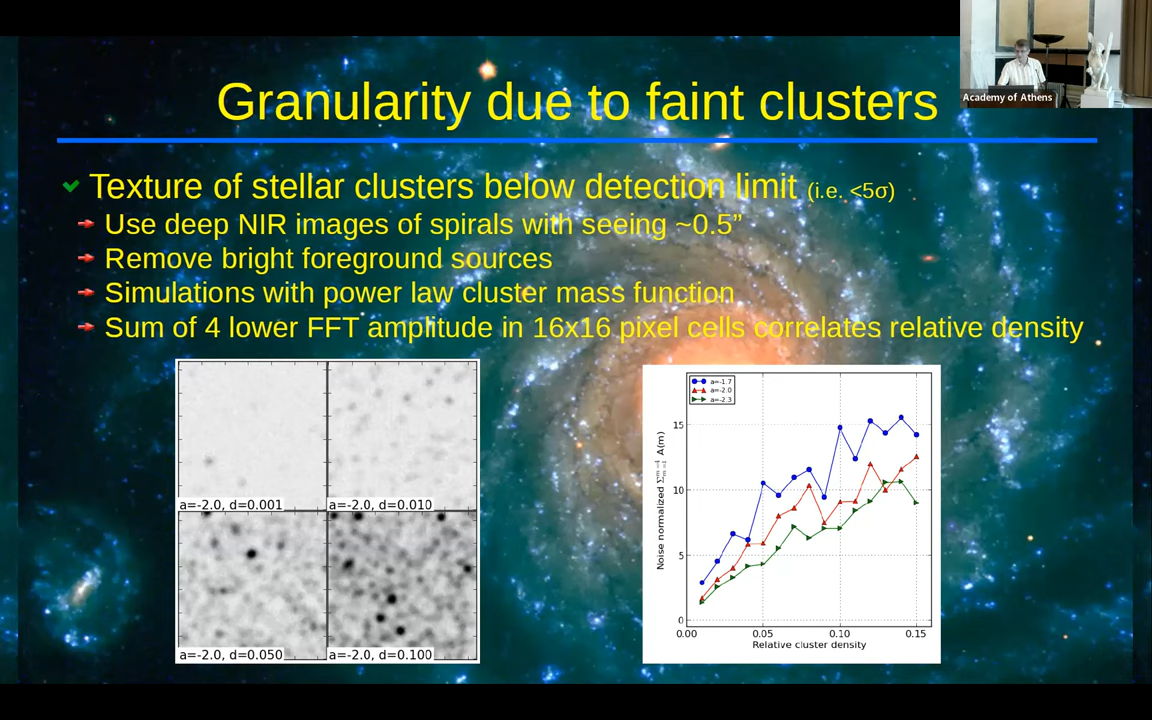 Academy of Athens
Granularity due to faint clusters
Texture of stellar clusters below detection limit (i.e. <5σ)
Use deep NIR images of spirals with seeing ~0.5”
Remove bright foreground sources
Simulations with power law cluster mass function
Sum of 4 lower FFT amplitude in 16x16 pixel cells correlates relative density
a=-2.0, d=0.001
a=-2.0, d=0.010
a=-2.0, d=0.050
a=-2.0, d=0.100
a=-1.7
a=-2.0
a=-2.3
15
10
5
0
0.00
0.05
0.10
0.15
Relative cluster density
Noise normalized Σ A(m)